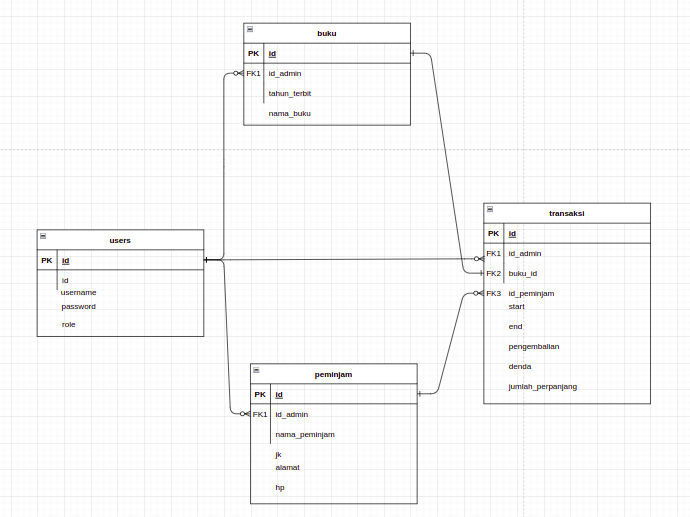 buku
PK id
FK1 id_admin
tahun_terbit
nama_buku
users
PK id
id
username
password
role
transaksi
PK id
FK1 id_admin
FK2 buku_id
FK3 id_peminjam
start
end
pengembalian
denda
jumlah_perpanjang
peminjam
PK id
FK1 id_admin
nama_peminjam
jk
alamat
hp